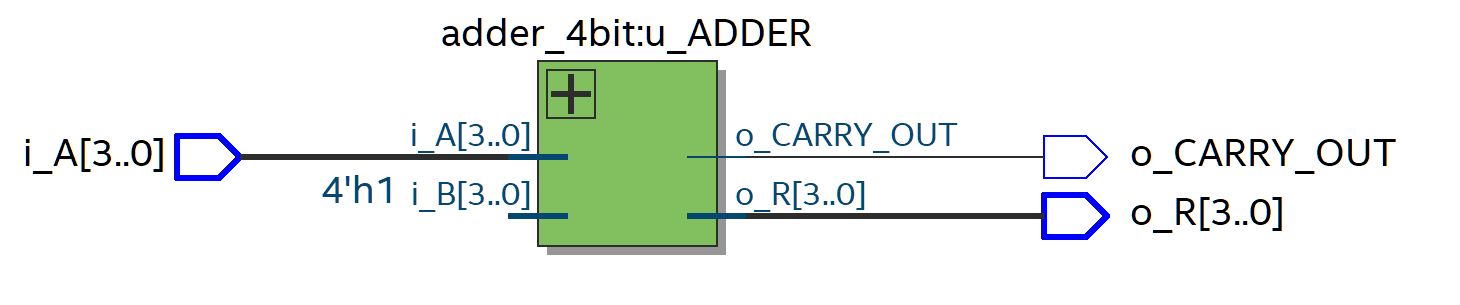 adder_4bit:u_ADDER
i_A[3..0]
i_A[3..0]
o_CARRY_OUT
o_CARRY_OUT
4'h1
i_B[3..0]
o_R[3..0]
o_R[3..0]